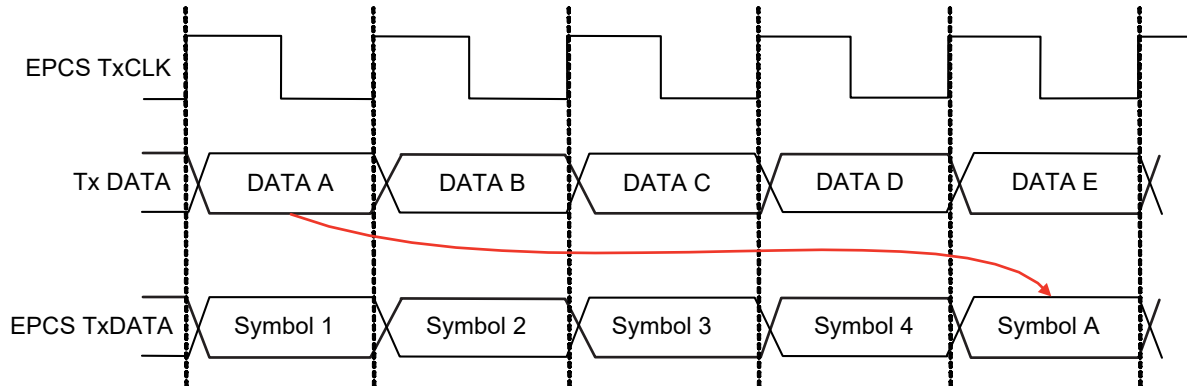 EPCS TxCLK
Tx DATA DATA A DATA B DATA C DATA D DATA E
EPCS TxDATA Symbol 1 Symbol 2 Symbol 3 Symbol 4 Symbol A